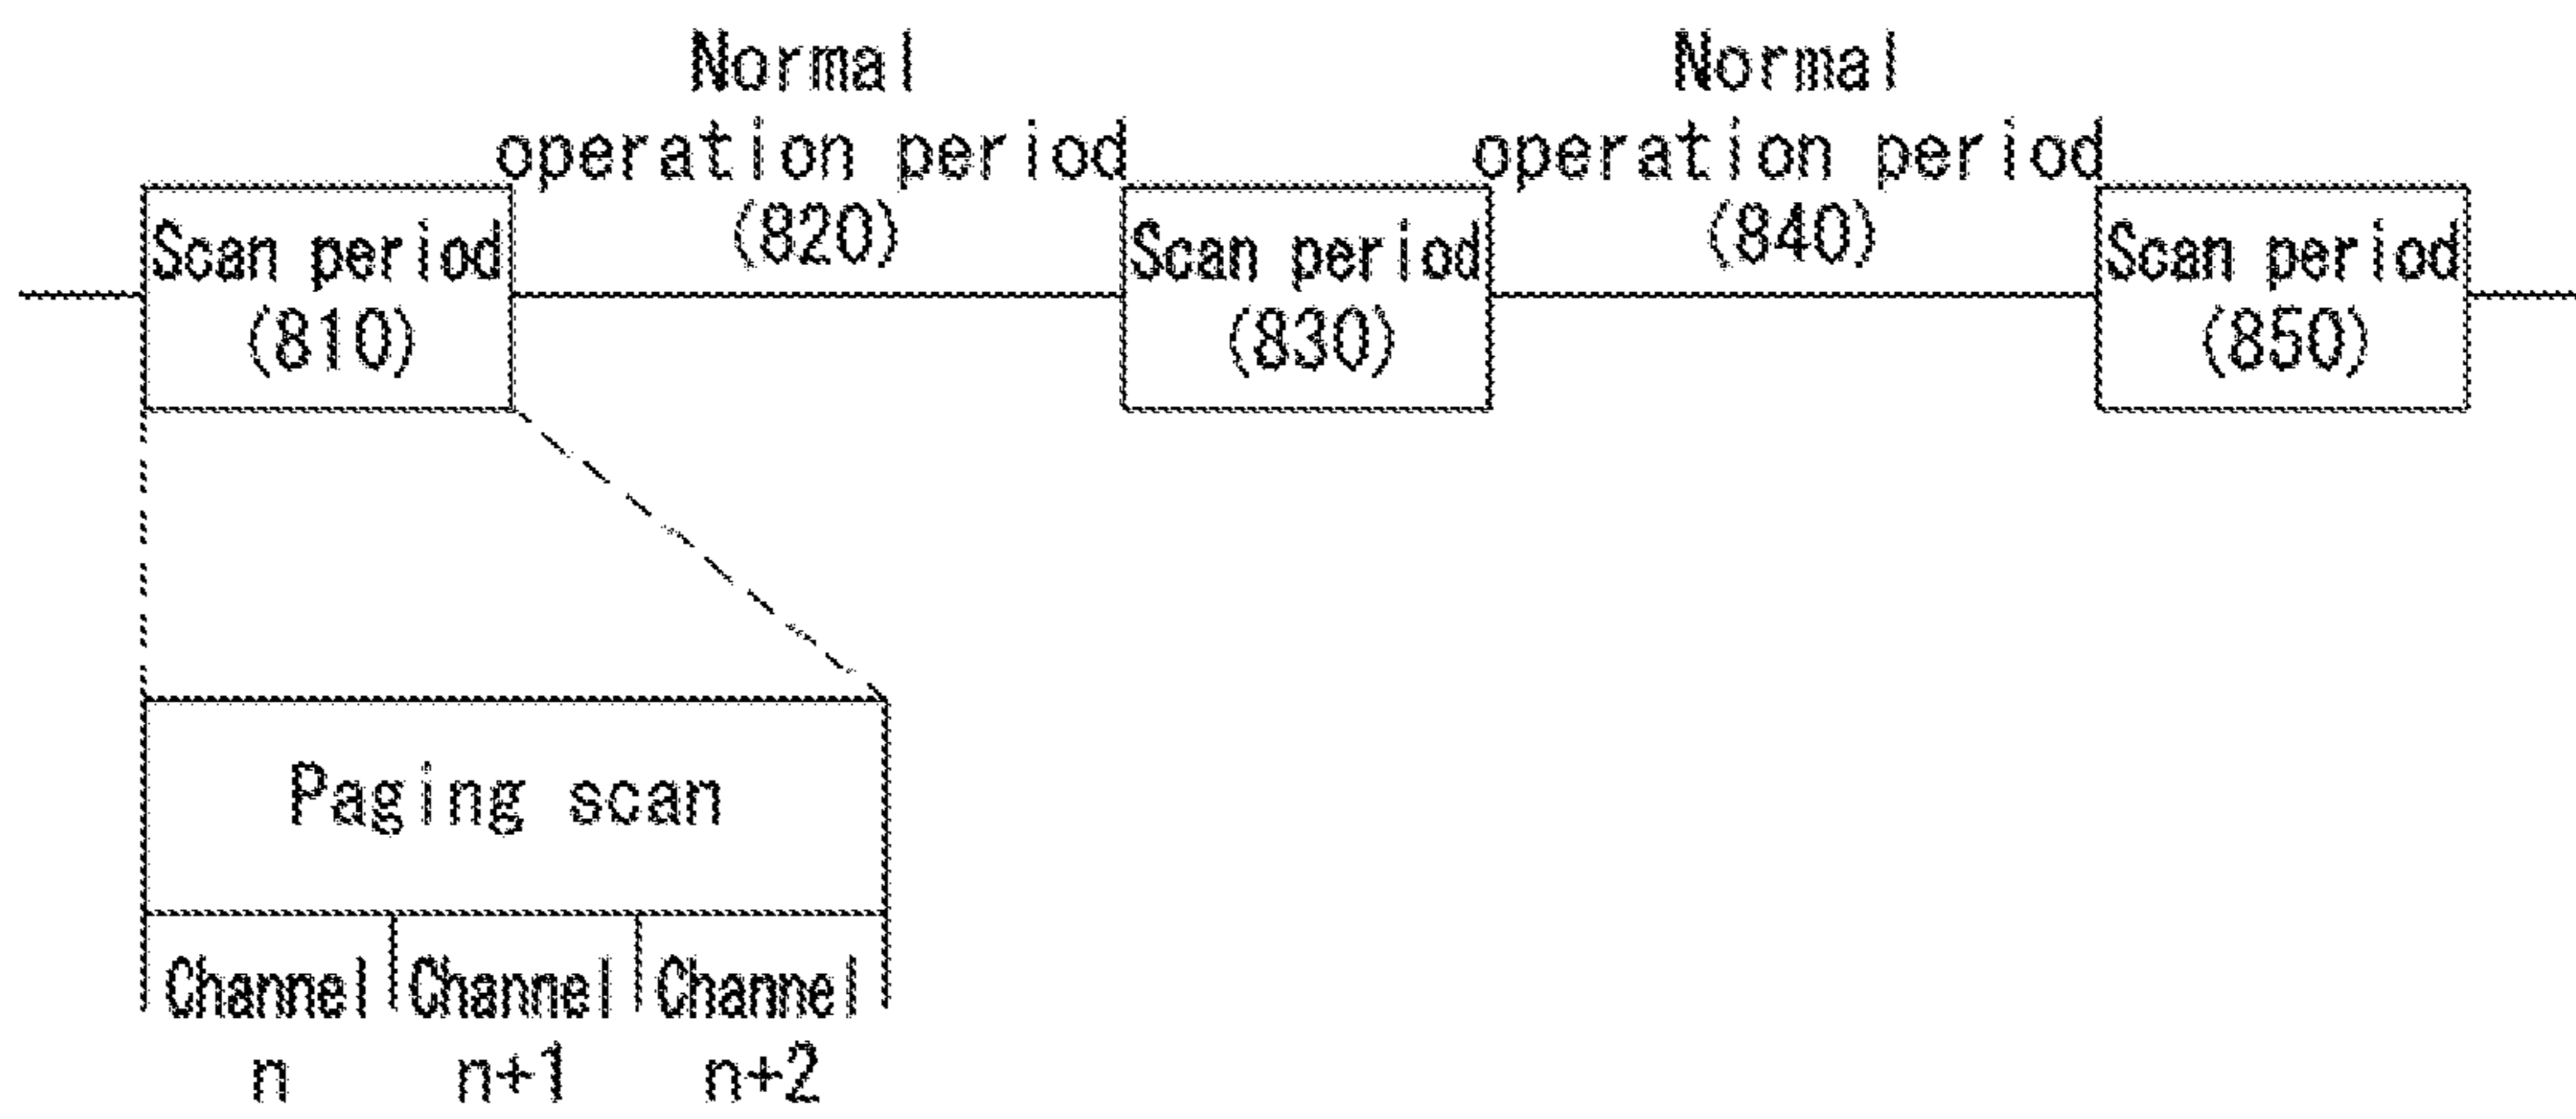 Normal
operation period
(820)
Normal
operation period
(840)
Scan period
(810)
Scan period
(830)
Scan period
(850)
Paging scan
Channel
n
Channel
n+1
Channel
n+2